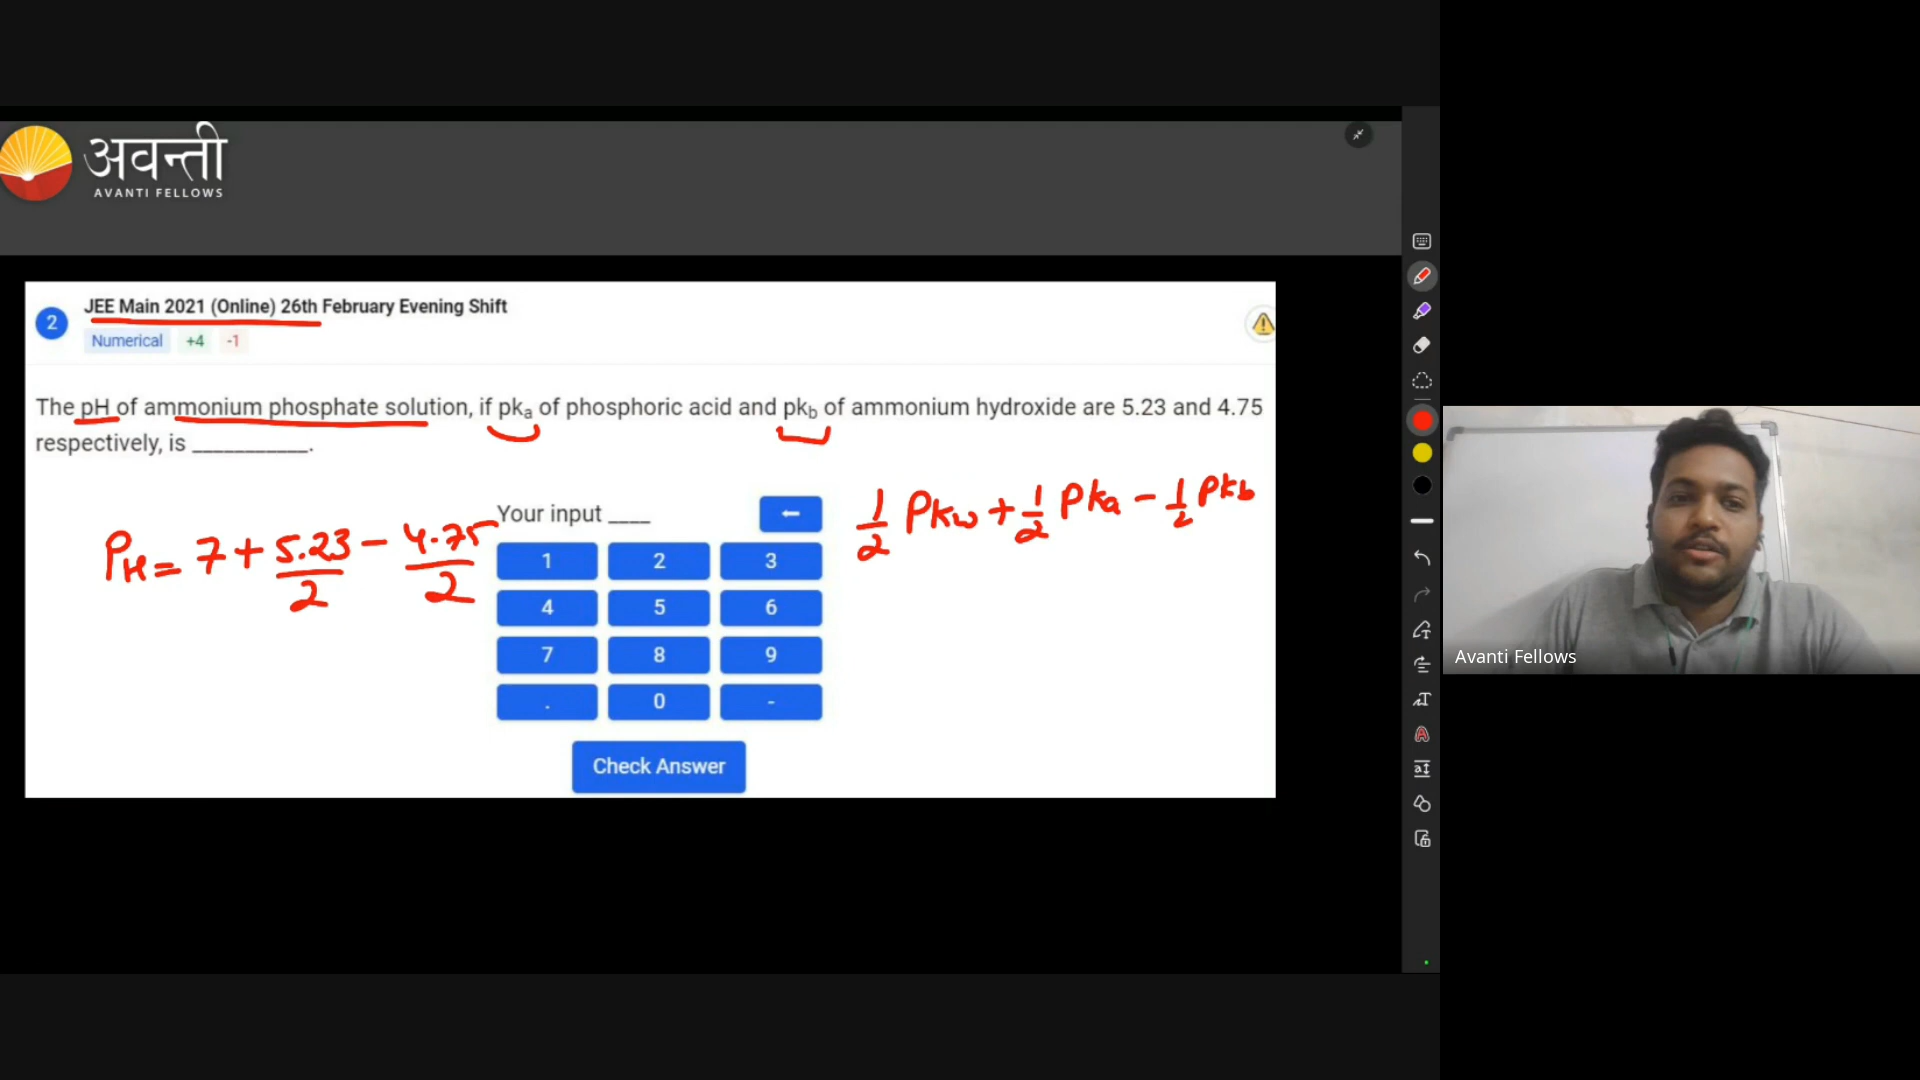 अवन्ती
AVANTI FELLOWS
2
JEE Main 2021 (Online) 26th February Evening Shift
Numerical +4 -1
The pH of ammonium phosphate solution, if pkₐ of phosphoric acid and pk_b of ammonium hydroxide are 5.23 and 4.75
respectively, is __________.
Your input ____
1/2 Pkw + 1/2 Pka - 1/2 Pkb
PH = 7 + 5.23/2 - 4.75/2
1 2 3
4 5 6
7 8 9
. 0 -
Check Answer
Avanti Fellows